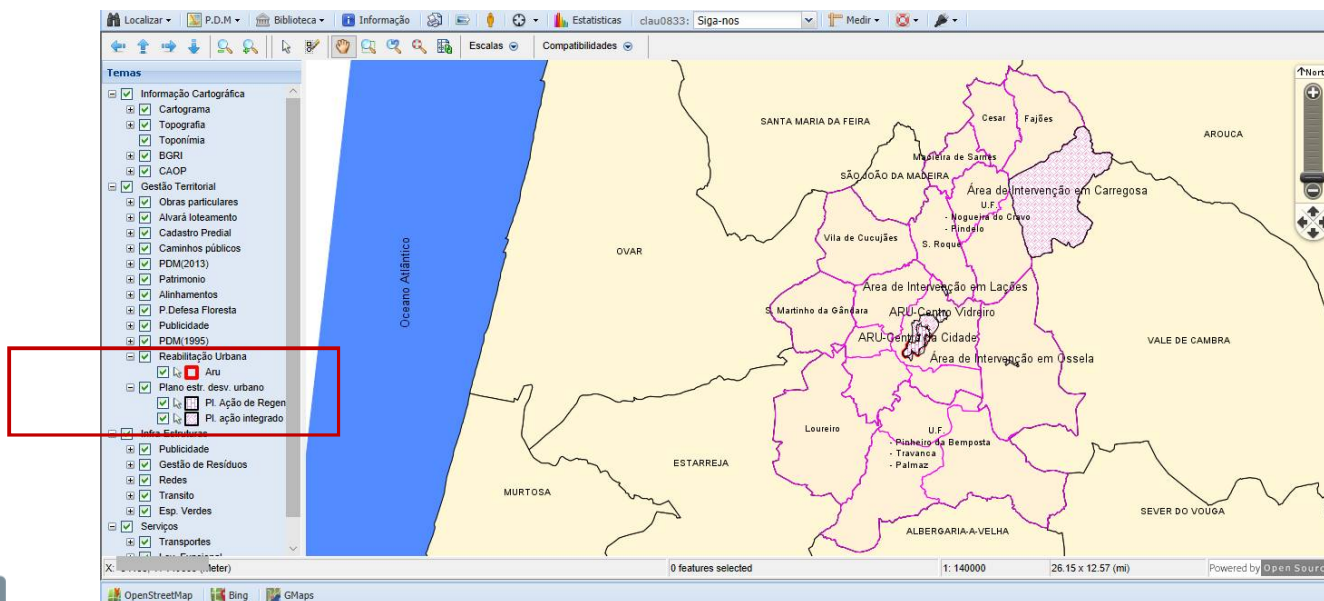 Localizar P.D.M Biblioteca Informação Estatisticas clau0833: Siga-nos Medir
Escalas Compatibilidades
Temas
Informação Cartográfica
Cartograma
Topografia
Toponímia
BGRI
CAOP
Gestão Territorial
Obras particulares
Alvará loteamento
Cadastro Predial
Caminhos públicos
PDM(2013)
Patrimonio
Alinhamentos
P.Defesa Floresta
Publicidade
PDM(1995)
Reabilitação Urbana
Aru
Plano estr. desv. urbano
Pl. Ação de Regen
Pl. ação integrado
Infra-Estruturas
Publicidade
Gestão de Resíduos
Redes
Transito
Esp. Verdes
Serviços
Transportes
Oceano Atlântico
SANTA MARIA DA FEIRA
Cesar
Fajões
AROUCA
Macieira de Sarnes
SÃO JOÃO DA MADEIRA
Área de Intervenção em Carregosa
U.F.
- Nogueira do Cravo
- Pindelo
Vila de Cucujães
S. Roque
OVAR
Área de Intervenção em Lações
S. Martinho da Gândara
ARU-Centro Vidreiro
ARU-Centro da Cidade
Área de Intervenção em Ossela
VALE DE CAMBRA
Loureiro
U.F.
- Pinheiro da Bemposta
- Travanca
- Palmaz
ESTARREJA
MURTOSA
SEVER DO VOUGA
ALBERGARIA-A-VELHA
Nort
X: (Meter) 0 features selected 1: 140000 26.15 x 12.57 (mi) Powered by Open Sourc
OpenStreetMap Bing GMaps